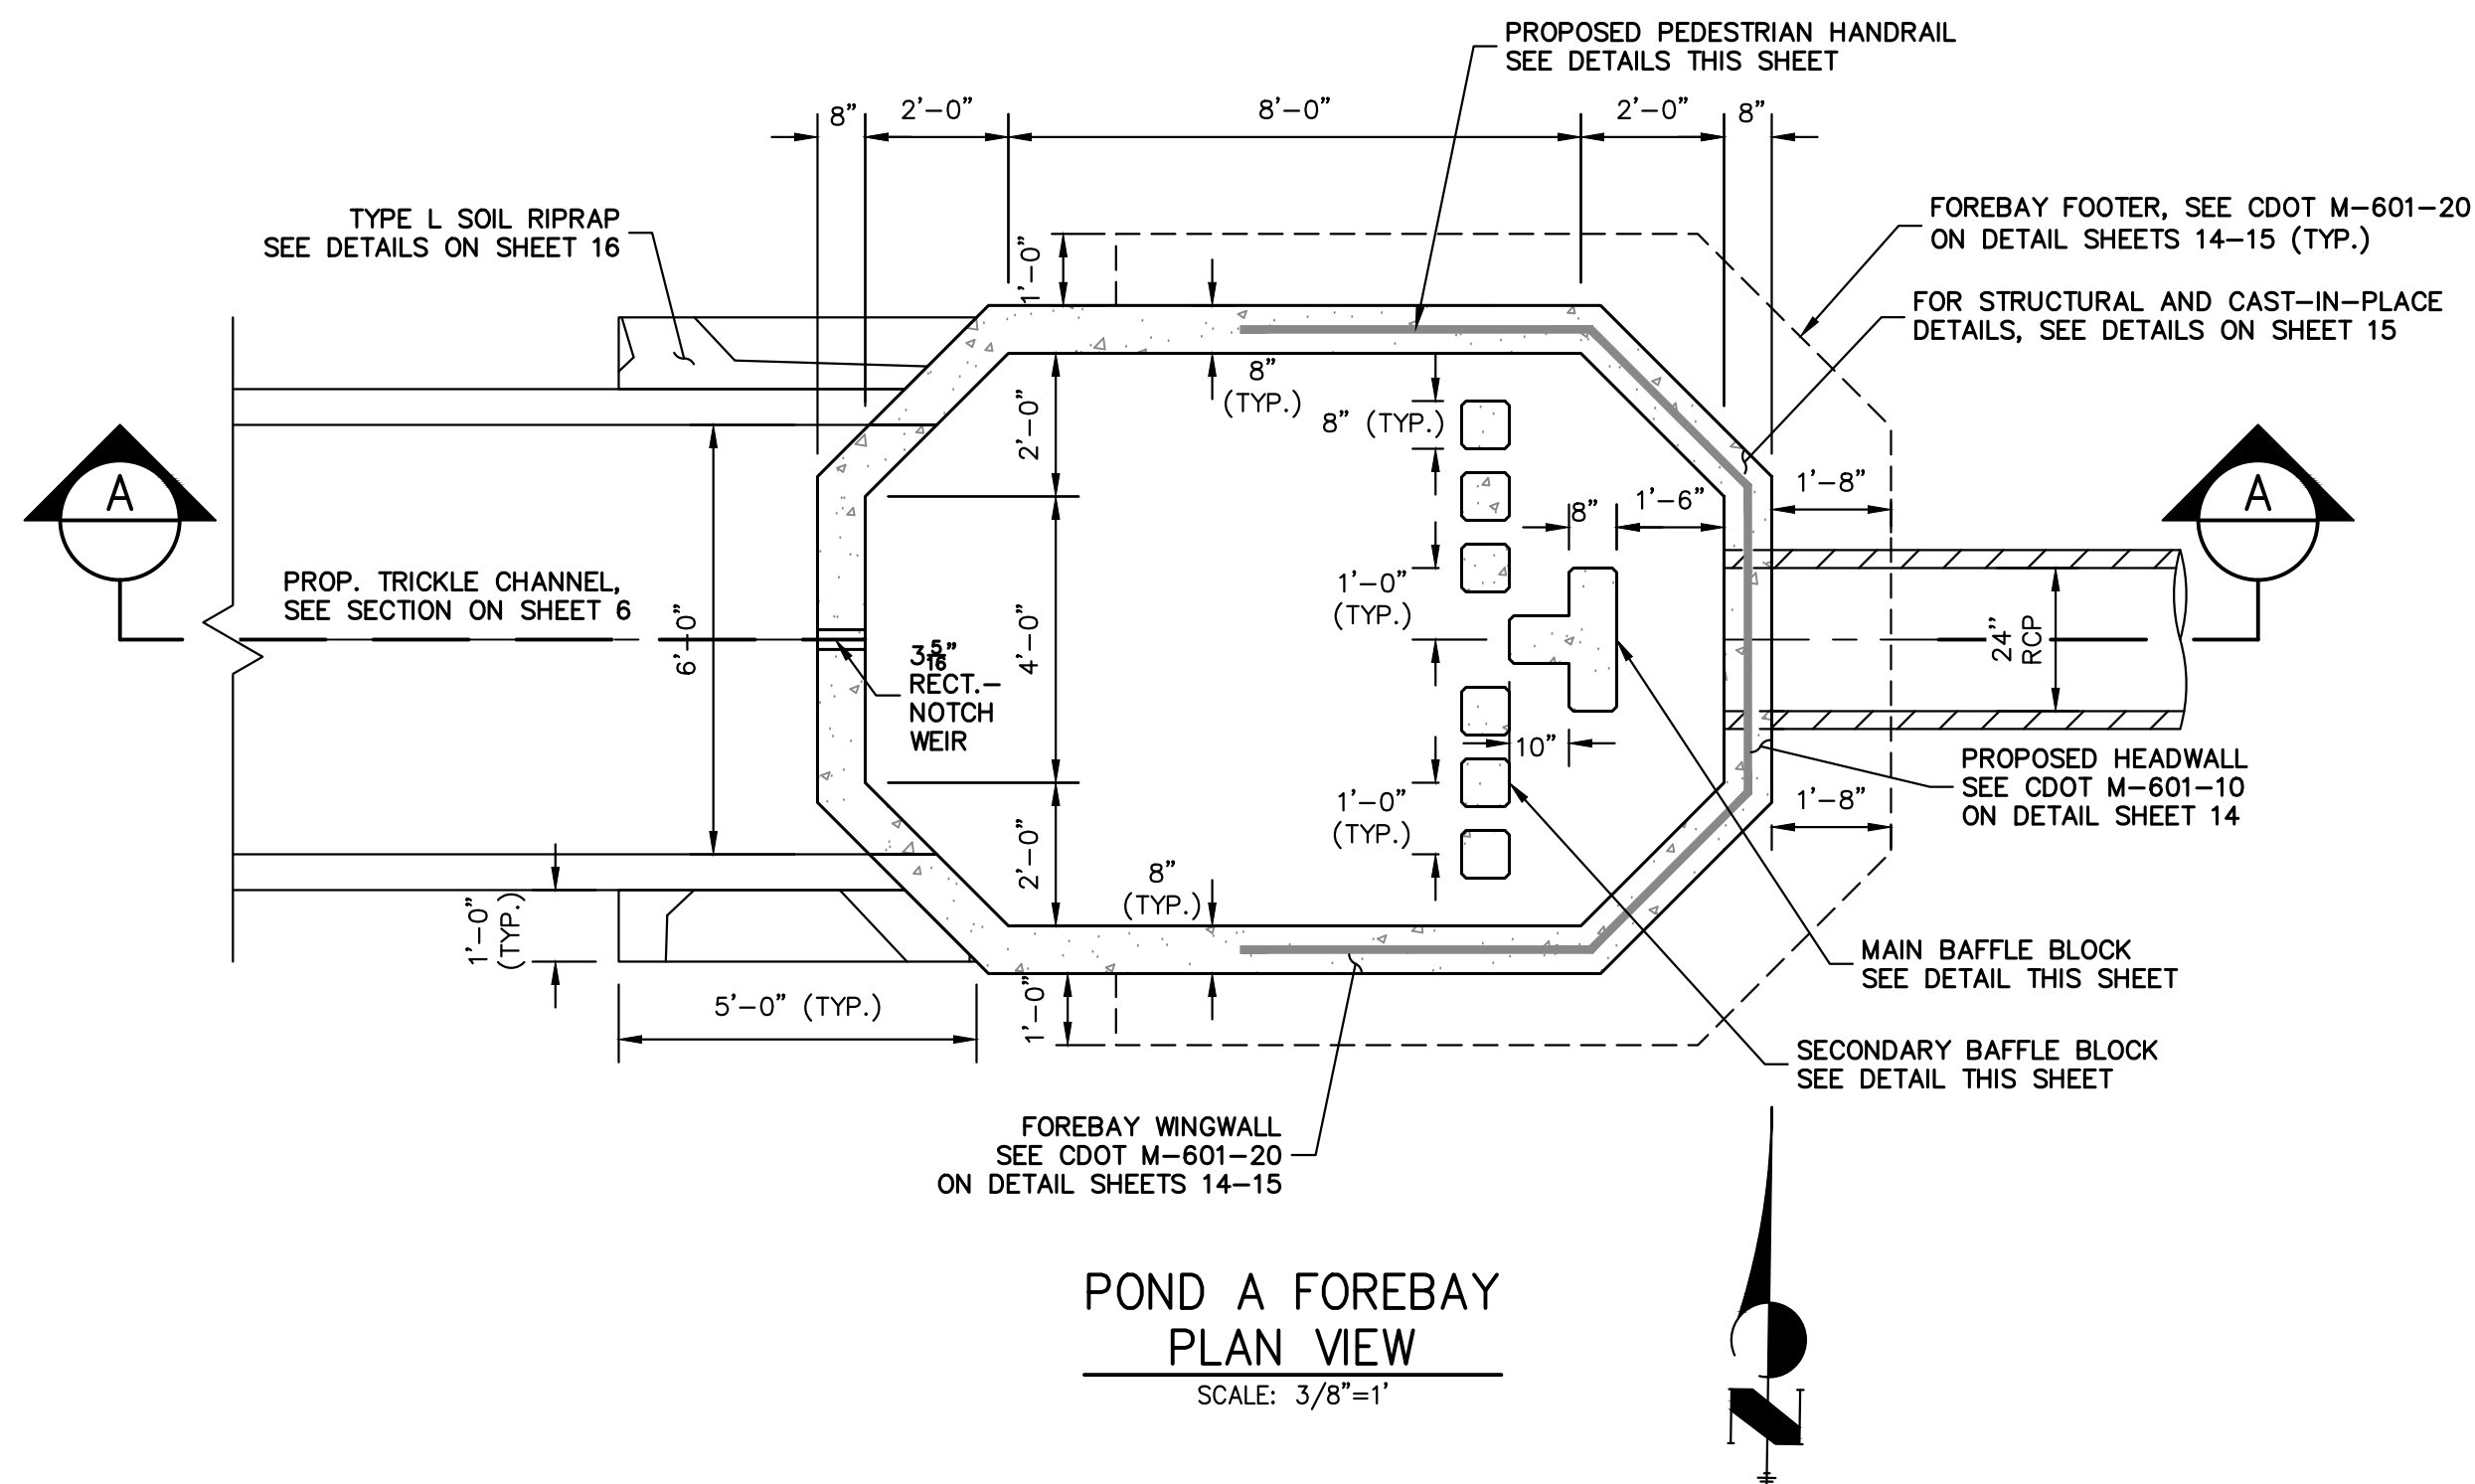 PROPOSED PEDESTRIAN HANDRAIL
SEE DETAILS THIS SHEET
8"
2'-0"
8'-0"
2'-0"
8"
TYPE L SOIL RIPRAP
SEE DETAILS ON SHEET 16
FOREBAY FOOTER, SEE CDOT M-601-20
ON DETAIL SHEETS 14-15 (TYP.)
1'-0"
FOR STRUCTURAL AND CAST-IN-PLACE
DETAILS, SEE DETAILS ON SHEET 15
8"
(TYP.)
8" (TYP.)
2'-0"
A
8"
1'-6"
1'-8"
A
PROP. TRICKLE CHANNEL,
SEE SECTION ON SHEET 6
6'-0"
3 5/16"
RECT.-
NOTCH
WEIR
4'-0"
1'-0"
(TYP.)
24"
RCP
10"
PROPOSED HEADWALL
SEE CDOT M-601-10
ON DETAIL SHEET 14
1'-0"
(TYP.)
1'-8"
2'-0"
8"
(TYP.)
1'-0"
(TYP.)
MAIN BAFFLE BLOCK
SEE DETAIL THIS SHEET
5'-0" (TYP.)
1'-0"
SECONDARY BAFFLE BLOCK
SEE DETAIL THIS SHEET
FOREBAY WINGWALL
SEE CDOT M-601-20
ON DETAIL SHEETS 14-15
POND A FOREBAY
PLAN VIEW
SCALE: 3/8"=1'
N